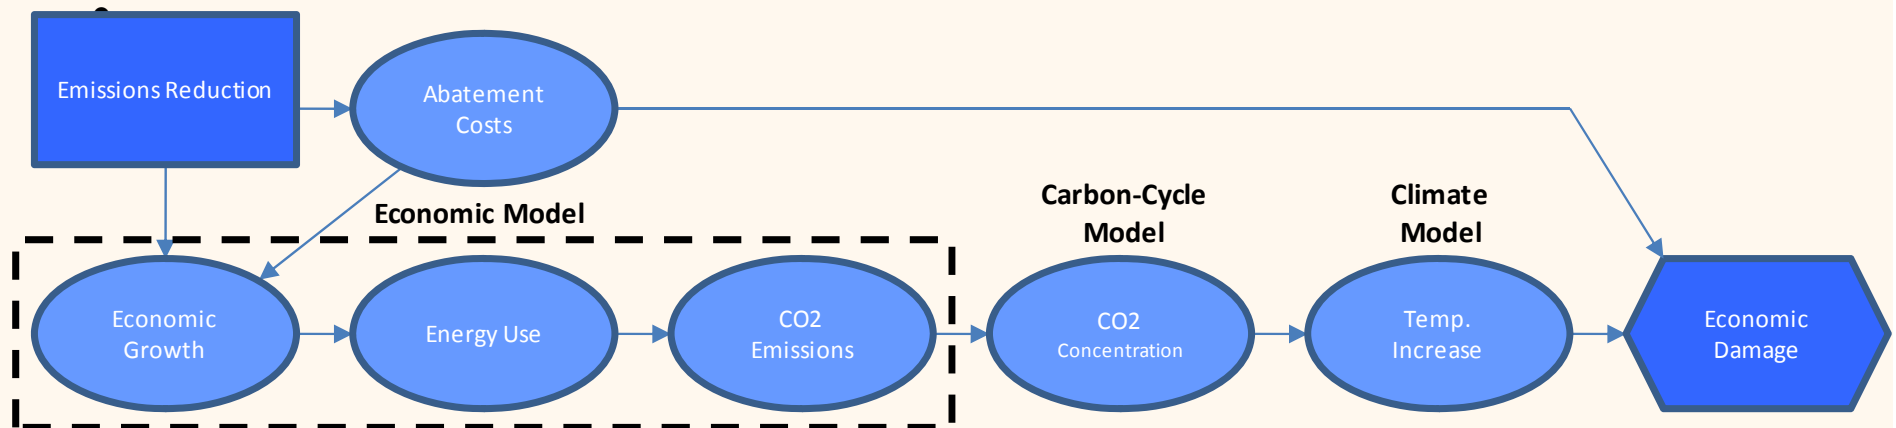 Emissions Reduction
Abatement
Costs
Economic Model
Carbon-Cycle
Model
Climate
Model
Economic
Growth
Energy Use
CO2
Emissions
CO2
Concentration
Temp.
Increase
Economic
Damage